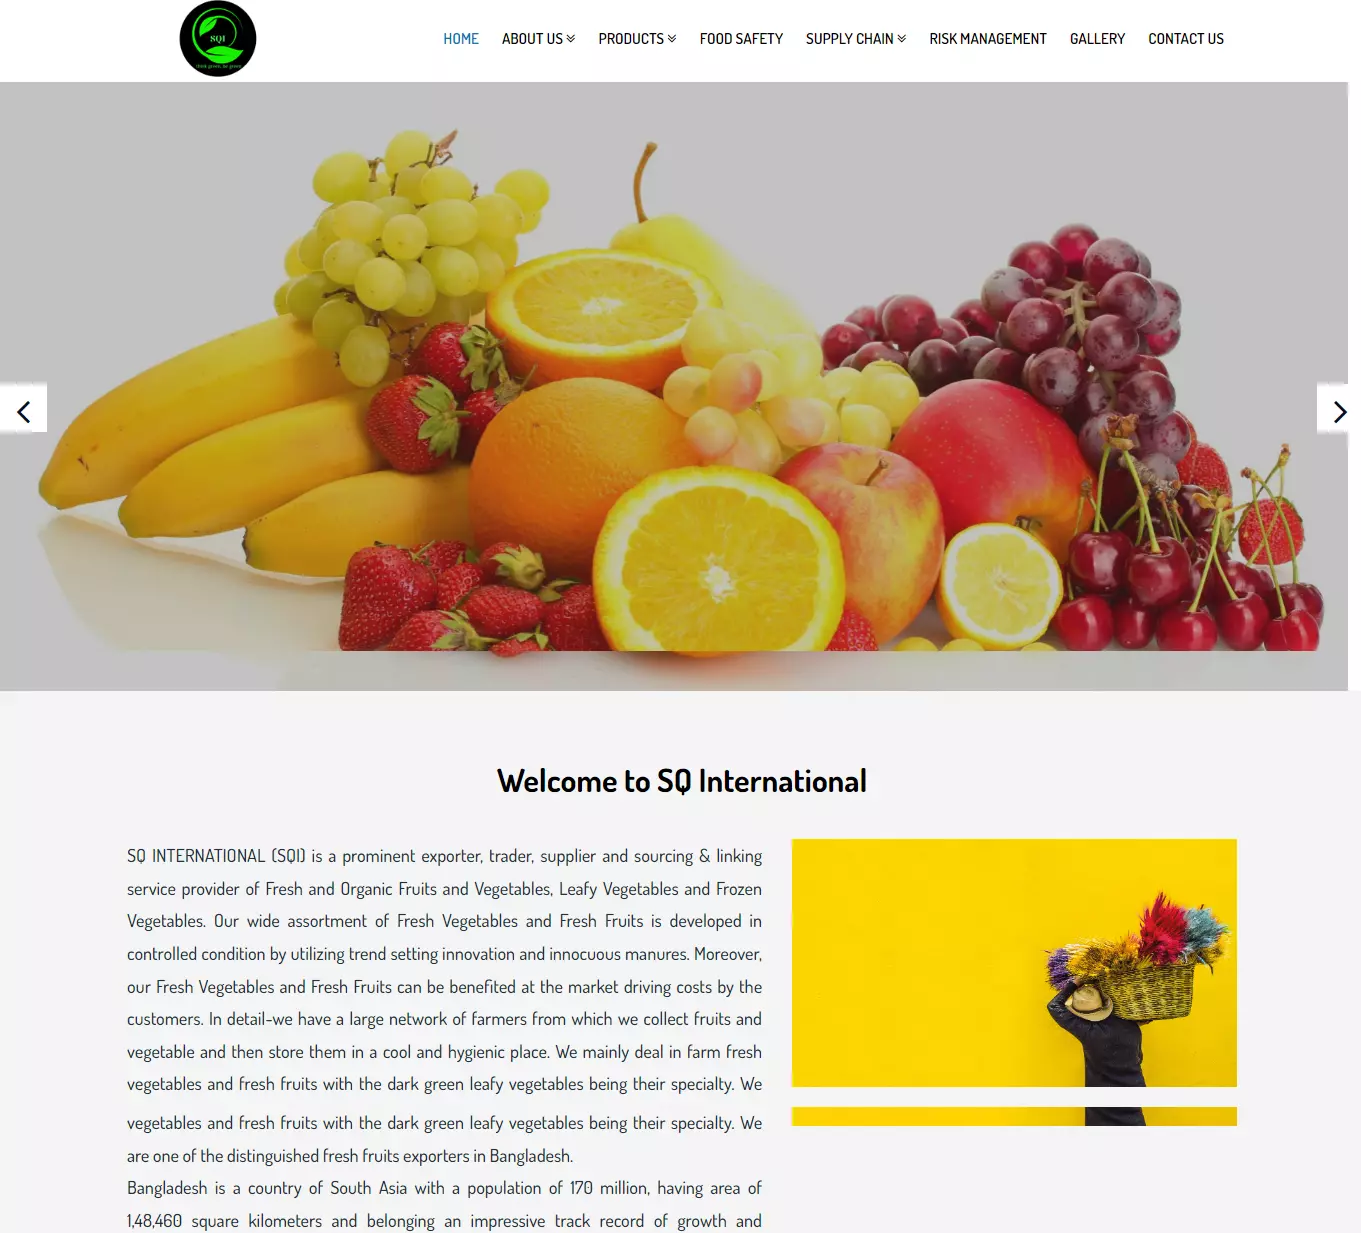 SQI
think green, be green
HOME ABOUT US PRODUCTS FOOD SAFETY SUPPLY CHAIN RISK MANAGEMENT GALLERY CONTACT US
Welcome to SQ International
SQ INTERNATIONAL (SQI) is a prominent exporter, trader, supplier and sourcing & linking
service provider of Fresh and Organic Fruits and Vegetables, Leafy Vegetables and Frozen
Vegetables. Our wide assortment of Fresh Vegetables and Fresh Fruits is developed in
controlled condition by utilizing trend setting innovation and innocuous manures. Moreover,
our Fresh Vegetables and Fresh Fruits can be benefited at the market driving costs by the
customers. In detail-we have a large network of farmers from which we collect fruits and
vegetable and then store them in a cool and hygienic place. We mainly deal in farm fresh
vegetables and fresh fruits with the dark green leafy vegetables being their specialty. We
vegetables and fresh fruits with the dark green leafy vegetables being their specialty. We
are one of the distinguished fresh fruits exporters in Bangladesh.
Bangladesh is a country of South Asia with a population of 170 million, having area of
1,48,460 square kilometers and belonging an impressive track record of growth and